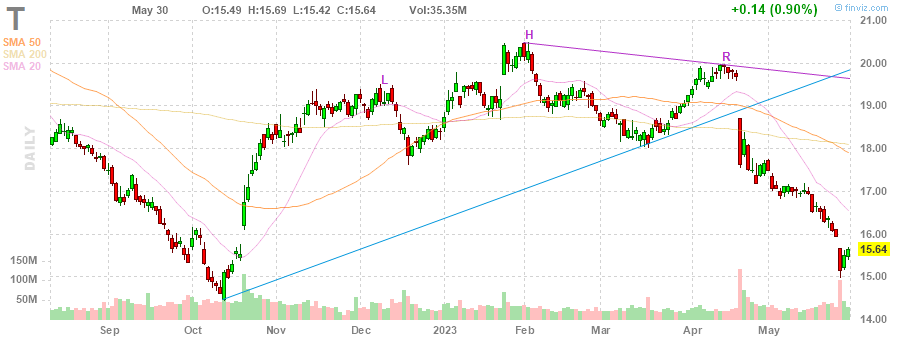 T May 30 O:15.49 H:15.69 L:15.42 C:15.64 Vol:35.35M +0.14 (0.90%) © finviz.com
SMA 50
SMA 200
SMA 20
DAILY
L
H
R
21.00
20.00
19.00
18.00
17.00
16.00
15.64
15.00
14.00
150M
100M
50M
Sep Oct Nov Dec 2023 Feb Mar Apr May